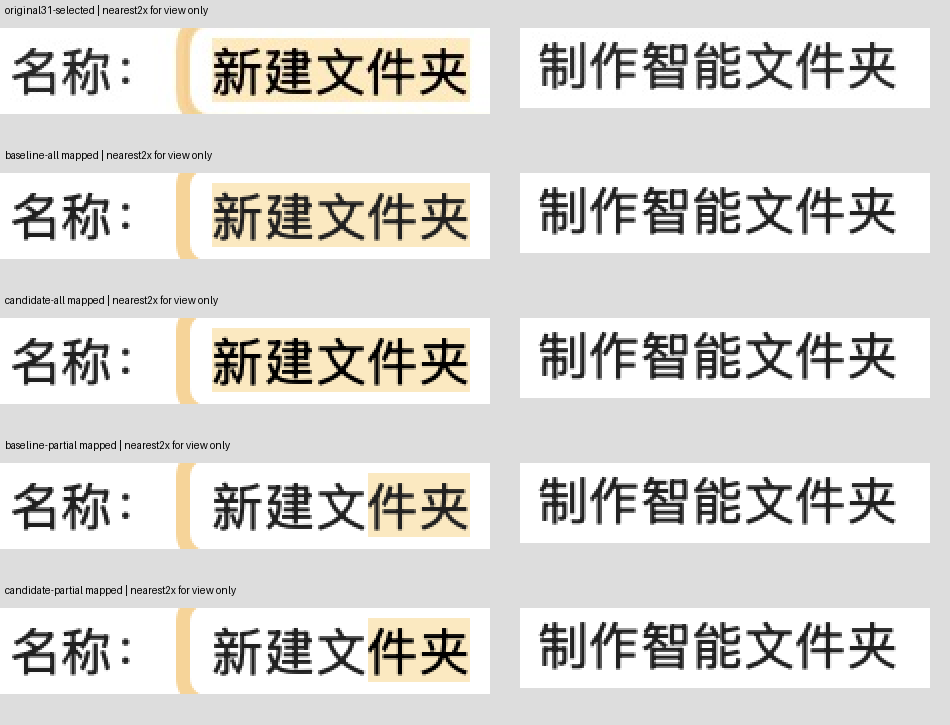 original31-selected | nearest2x for view only
名称： 新建文件夹 制作智能文件夹
baseline-all mapped | nearest2x for view only
名称： 新建文件夹 制作智能文件夹
candidate-all mapped | nearest2x for view only
名称： 新建文件夹 制作智能文件夹
baseline-partial mapped | nearest2x for view only
名称： 新建文件夹 制作智能文件夹
candidate-partial mapped | nearest2x for view only
名称： 新建文件夹 制作智能文件夹